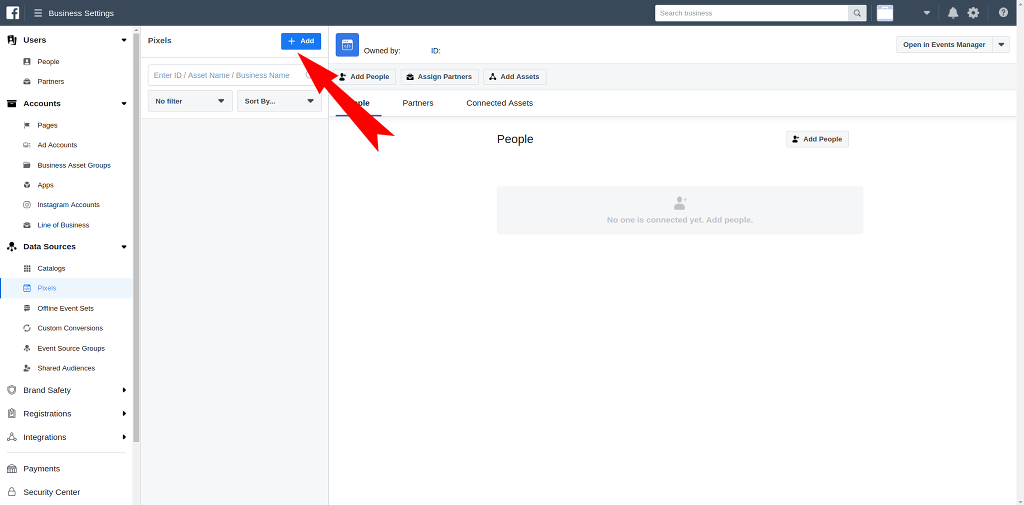 Business Settings
Search business
Users
People
Partners
Accounts
Pages
Ad Accounts
Business Asset Groups
Apps
Instagram Accounts
Line of Business
Data Sources
Catalogs
Pixels
Offline Event Sets
Custom Conversions
Event Source Groups
Shared Audiences
Brand Safety
Registrations
Integrations
Payments
Security Center
Pixels
+ Add
Enter ID / Asset Name / Business Name
No filter
Sort By...
Owned by: ID:
Open in Events Manager
Add People
Assign Partners
Add Assets
Partners
Connected Assets
People
Add People
No one is connected yet. Add people.